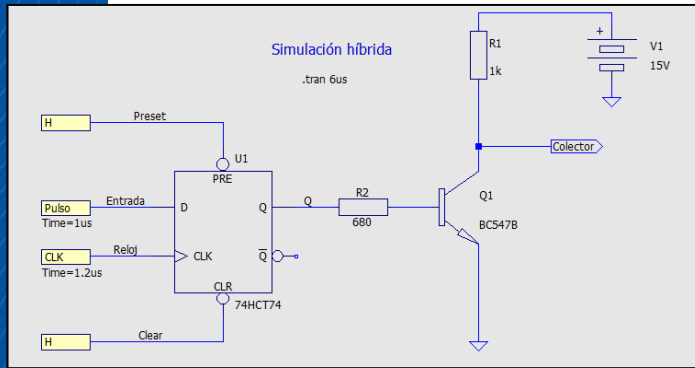 Simulación híbrida
.tran 6us
R1
1k
+
V1
15V
H
Preset
Colector
U1
PRE
Pulso
Entrada
Time=1us
D
Q
Q
R2
680
Q1
BC547B
CLK
Reloj
Time=1.2us
CLK
Q
CLR
74HCT74
H
Clear